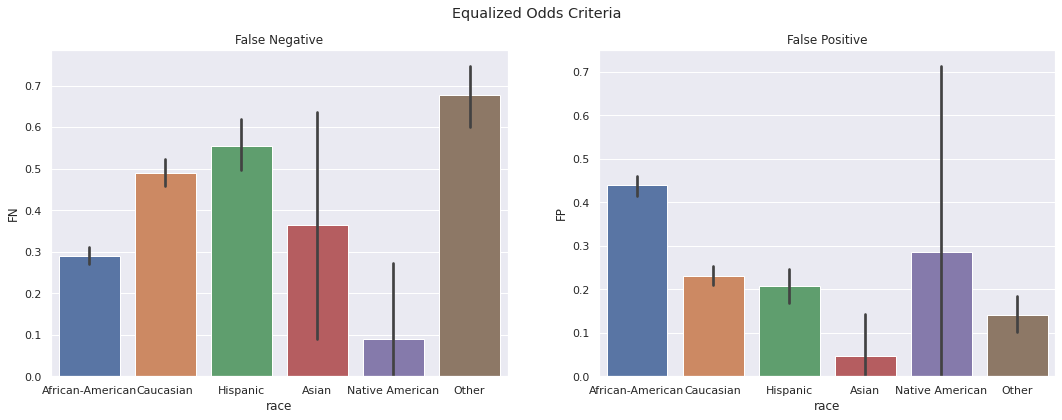 Equalized Odds Criteria
False Negative
FN
0.7
0.6
0.5
0.4
0.3
0.2
0.1
0.0
African-American Caucasian Hispanic Asian Native American Other
race
False Positive
FP
0.7
0.6
0.5
0.4
0.3
0.2
0.1
0.0
African-American Caucasian Hispanic Asian Native American Other
race